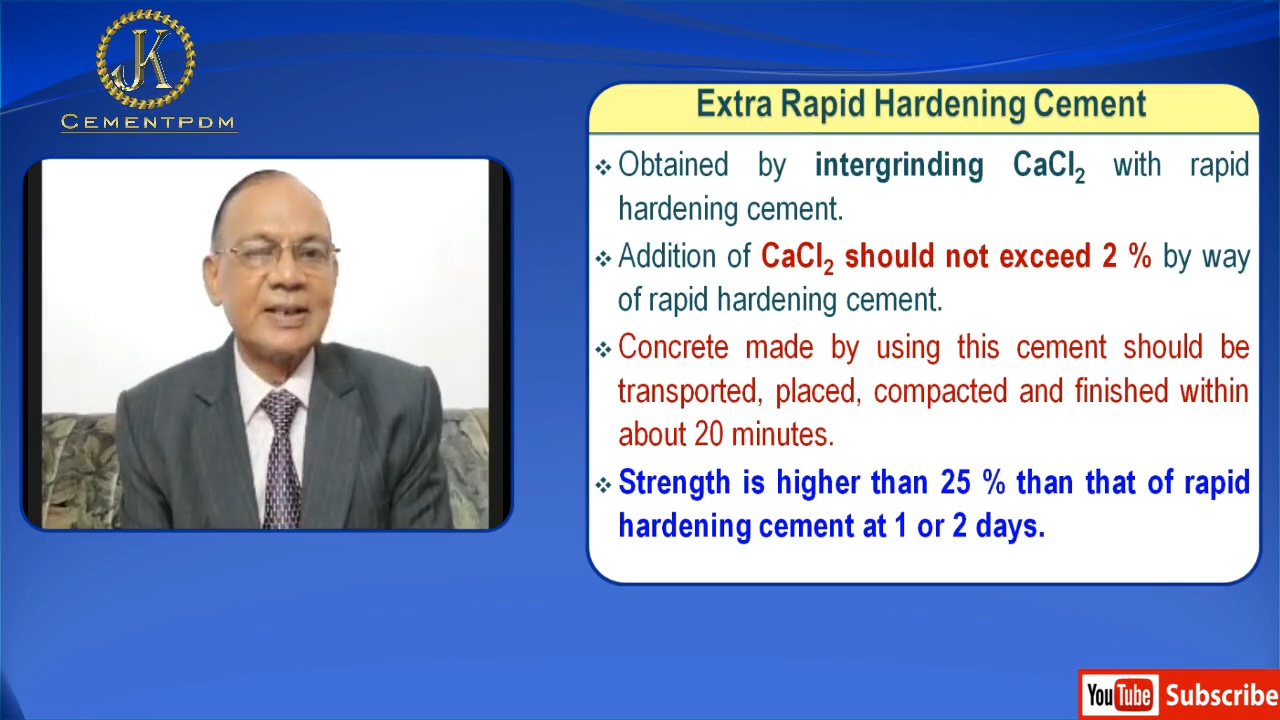 JK
CEMENTPDM
Extra Rapid Hardening Cement
❖ Obtained by intergrinding CaCl₂ with rapid
hardening cement.
❖ Addition of CaCl₂ should not exceed 2 % by way
of rapid hardening cement.
❖ Concrete made by using this cement should be
transported, placed, compacted and finished within
about 20 minutes.
❖ Strength is higher than 25 % than that of rapid
hardening cement at 1 or 2 days.
YouTube Subscribe